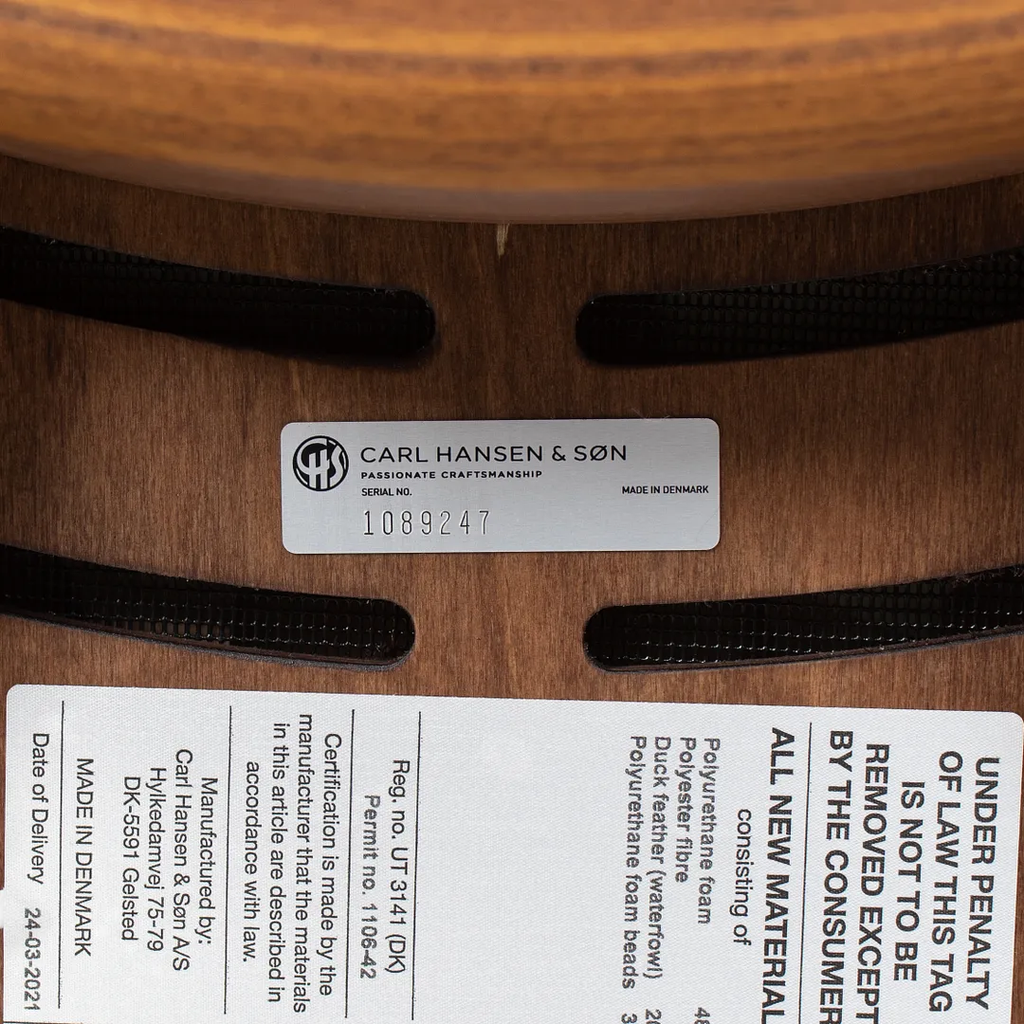 CHS
CARL HANSEN & SØN
PASSIONATE CRAFTSMANSHIP
SERIAL NO.
MADE IN DENMARK
1089247
UNDER PENALTY
OF LAW THIS TAG
IS NOT TO BE
REMOVED EXCEPT
BY THE CONSUMER
ALL NEW MATERIAL
consisting of
Polyurethane foam
Polyester fibre
Duck feather (waterfowl)
Polyurethane foam beads
Reg. no. UT 3141 (DK)
Permit no. 1106-42
Certification is made by the
manufacturer that the materials
in this article are described in
accordance with law.
Manufactured by:
Carl Hansen & Søn A/S
Hylkedamvej 75-79
DK-5591 Gelsted
MADE IN DENMARK
Date of Delivery 24-03-2021